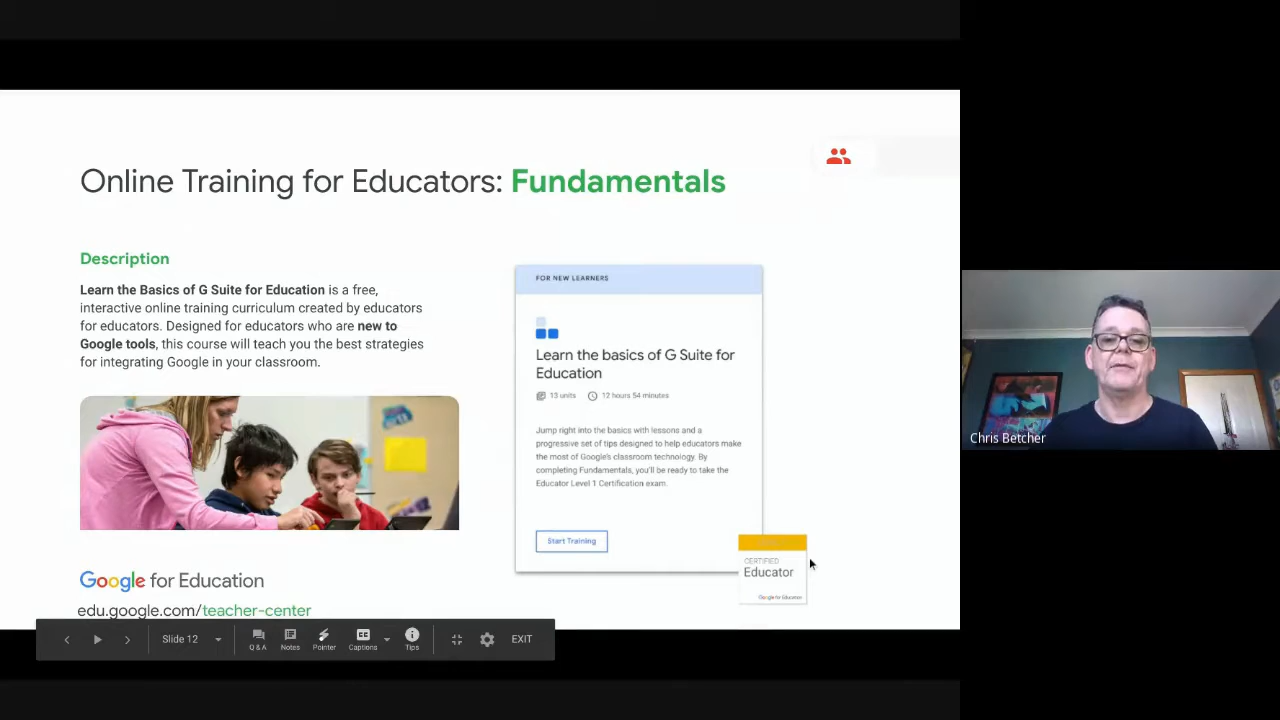 Online Training for Educators: Fundamentals
Description
Learn the Basics of G Suite for Education is a free,
interactive online training curriculum created by educators
for educators. Designed for educators who are new to
Google tools, this course will teach you the best strategies
for integrating Google in your classroom.
FOR NEW LEARNERS
Learn the basics of G Suite for
Education
13 units 12 hours 54 minutes
Jump right into the basics with lessons and a
progressive set of tips designed to help educators make
the most of Google's classroom technology. By
completing Fundamentals, you'll be ready to take the
Educator Level 1 Certification exam.
Start Training
CERTIFIED
Educator
Google for Education
Google for Education
edu.google.com/teacher-center
Slide 12
Q & A
Notes
Pointer
Captions
CC
Tips
EXIT
Chris Betcher